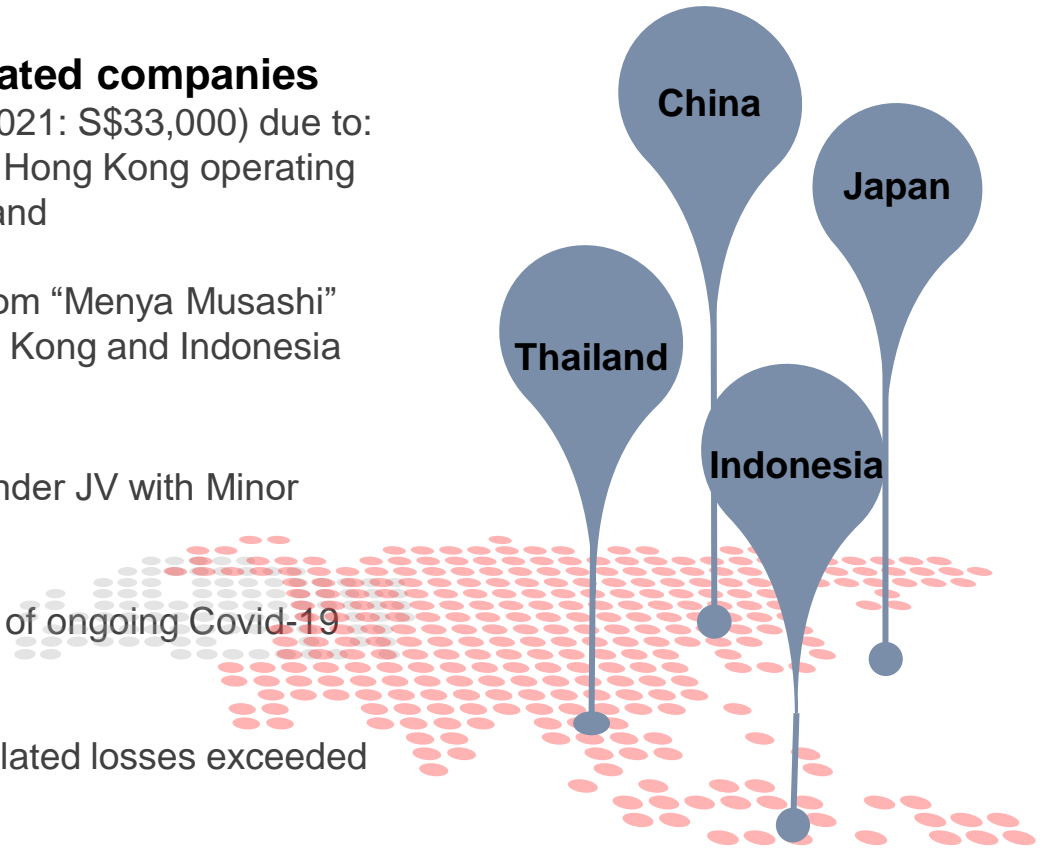 ated companies
021: S$33,000) due to:
Hong Kong operating
and
om “Menya Musashi”
Kong and Indonesia
nder JV with Minor
of ongoing Covid-19
lated losses exceeded
China
Japan
Thailand
Indonesia